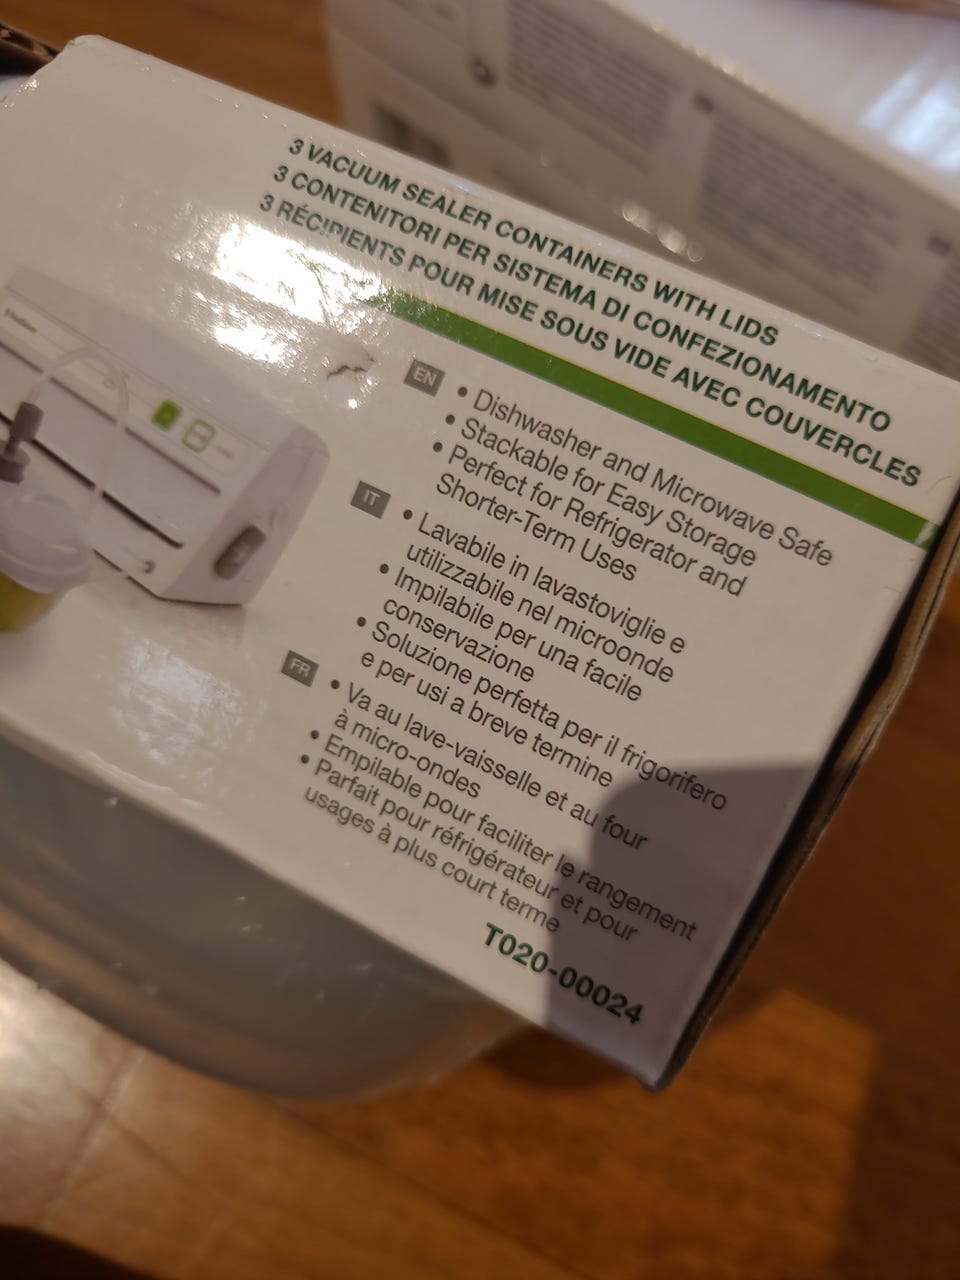 3 VACUUM SEALER CONTAINERS WITH LIDS
3 CONTENITORI PER SISTEMA DI CONFEZIONAMENTO
3 RÉCIPIENTS POUR MISE SOUS VIDE AVEC COUVERCLES
EN
• Dishwasher and Microwave Safe
• Stackable for Easy Storage
• Perfect for Refrigerator and
Shorter-Term Uses
IT
• Lavabile in lavastoviglie e
utilizzabile nel microonde
• Impilabile per una facile
conservazione
• Soluzione perfetta per il frigorifero
e per usi a breve termine
FR
• Va au lave-vaisselle et au four
à micro-ondes
• Empilable pour faciliter le rangement
• Parfait pour réfrigérateur et pour
usages à plus court terme
T020-00024